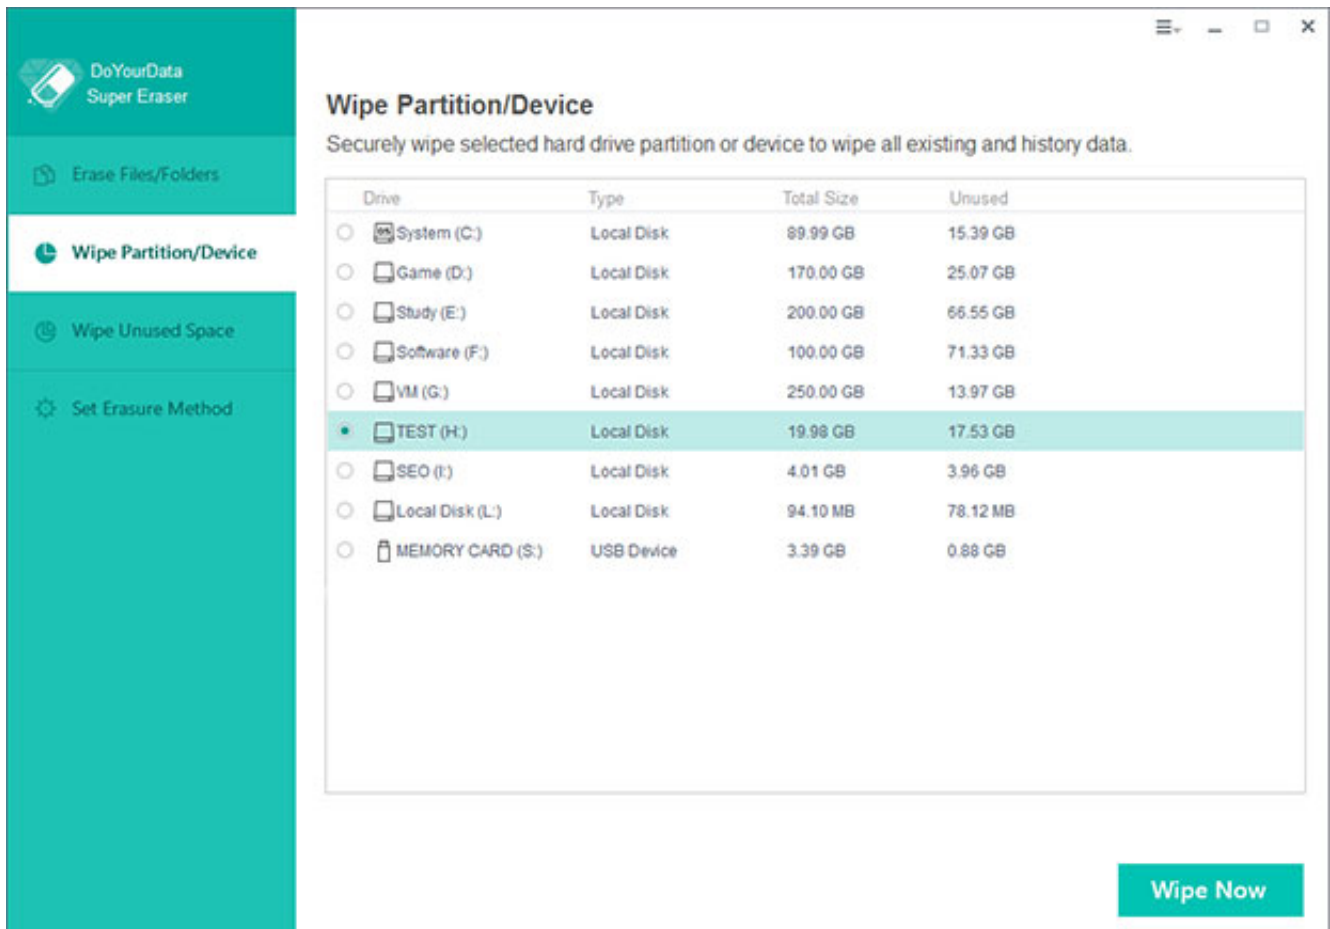 DoYourData
Super Eraser
Erase Files/Folders
Wipe Partition/Device
Wipe Unused Space
Set Erasure Method
Wipe Partition/Device
Securely wipe selected hard drive partition or device to wipe all existing and history data.
Drive Type Total Size Unused
System (C:) Local Disk 89.99 GB 15.39 GB
Game (D:) Local Disk 170.00 GB 25.07 GB
Study (E:) Local Disk 200.00 GB 66.55 GB
Software (F:) Local Disk 100.00 GB 71.33 GB
VM (G:) Local Disk 250.00 GB 13.97 GB
TEST (H:) Local Disk 19.98 GB 17.53 GB
SEO (I:) Local Disk 4.01 GB 3.96 GB
Local Disk (L:) Local Disk 94.10 MB 78.12 MB
MEMORY CARD (S:) USB Device 3.39 GB 0.88 GB
Wipe Now